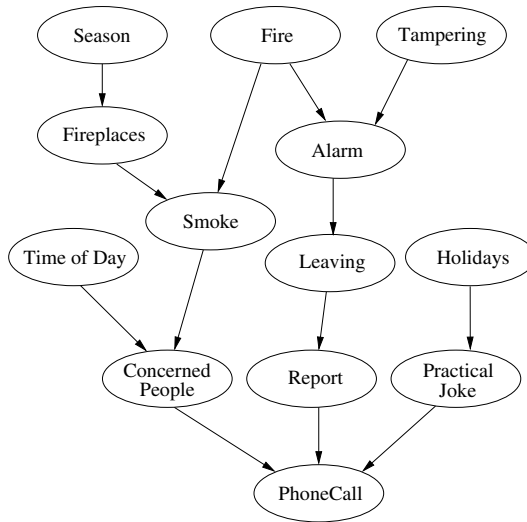 Season
Fire
Tampering
Fireplaces
Alarm
Smoke
Time of Day
Leaving
Holidays
Concerned
People
Report
Practical
Joke
PhoneCall